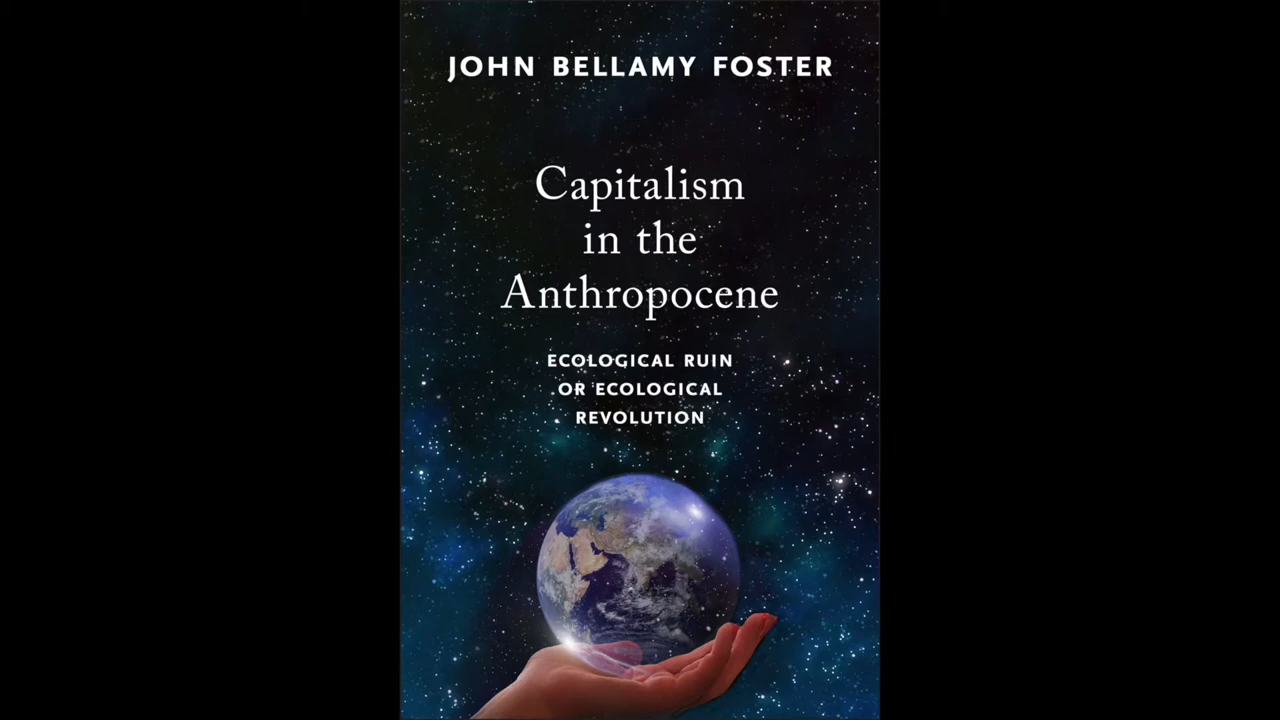 JOHN BELLAMY FOSTER
Capitalism
in the
Anthropocene
ECOLOGICAL RUIN
OR ECOLOGICAL
REVOLUTION